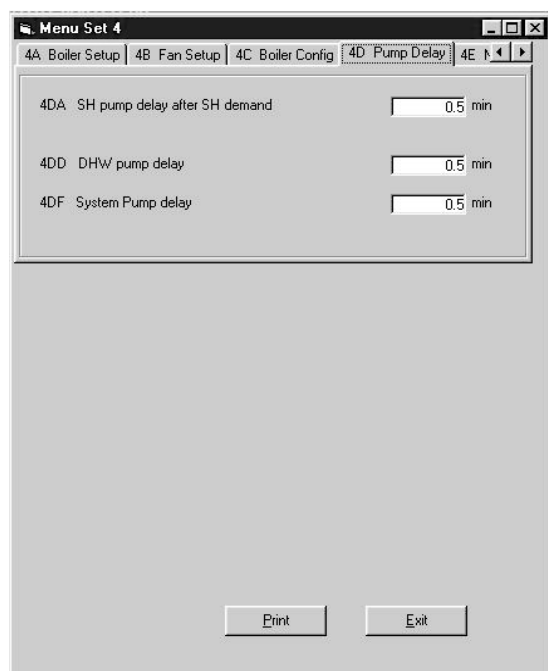 Menu Set 4
4A Boiler Setup 4B Fan Setup 4C Boiler Config 4D Pump Delay 4E
4DA SH pump delay after SH demand 0.5 min
4DD DHW pump delay 0.5 min
4DF System Pump delay 0.5 min
Print Exit